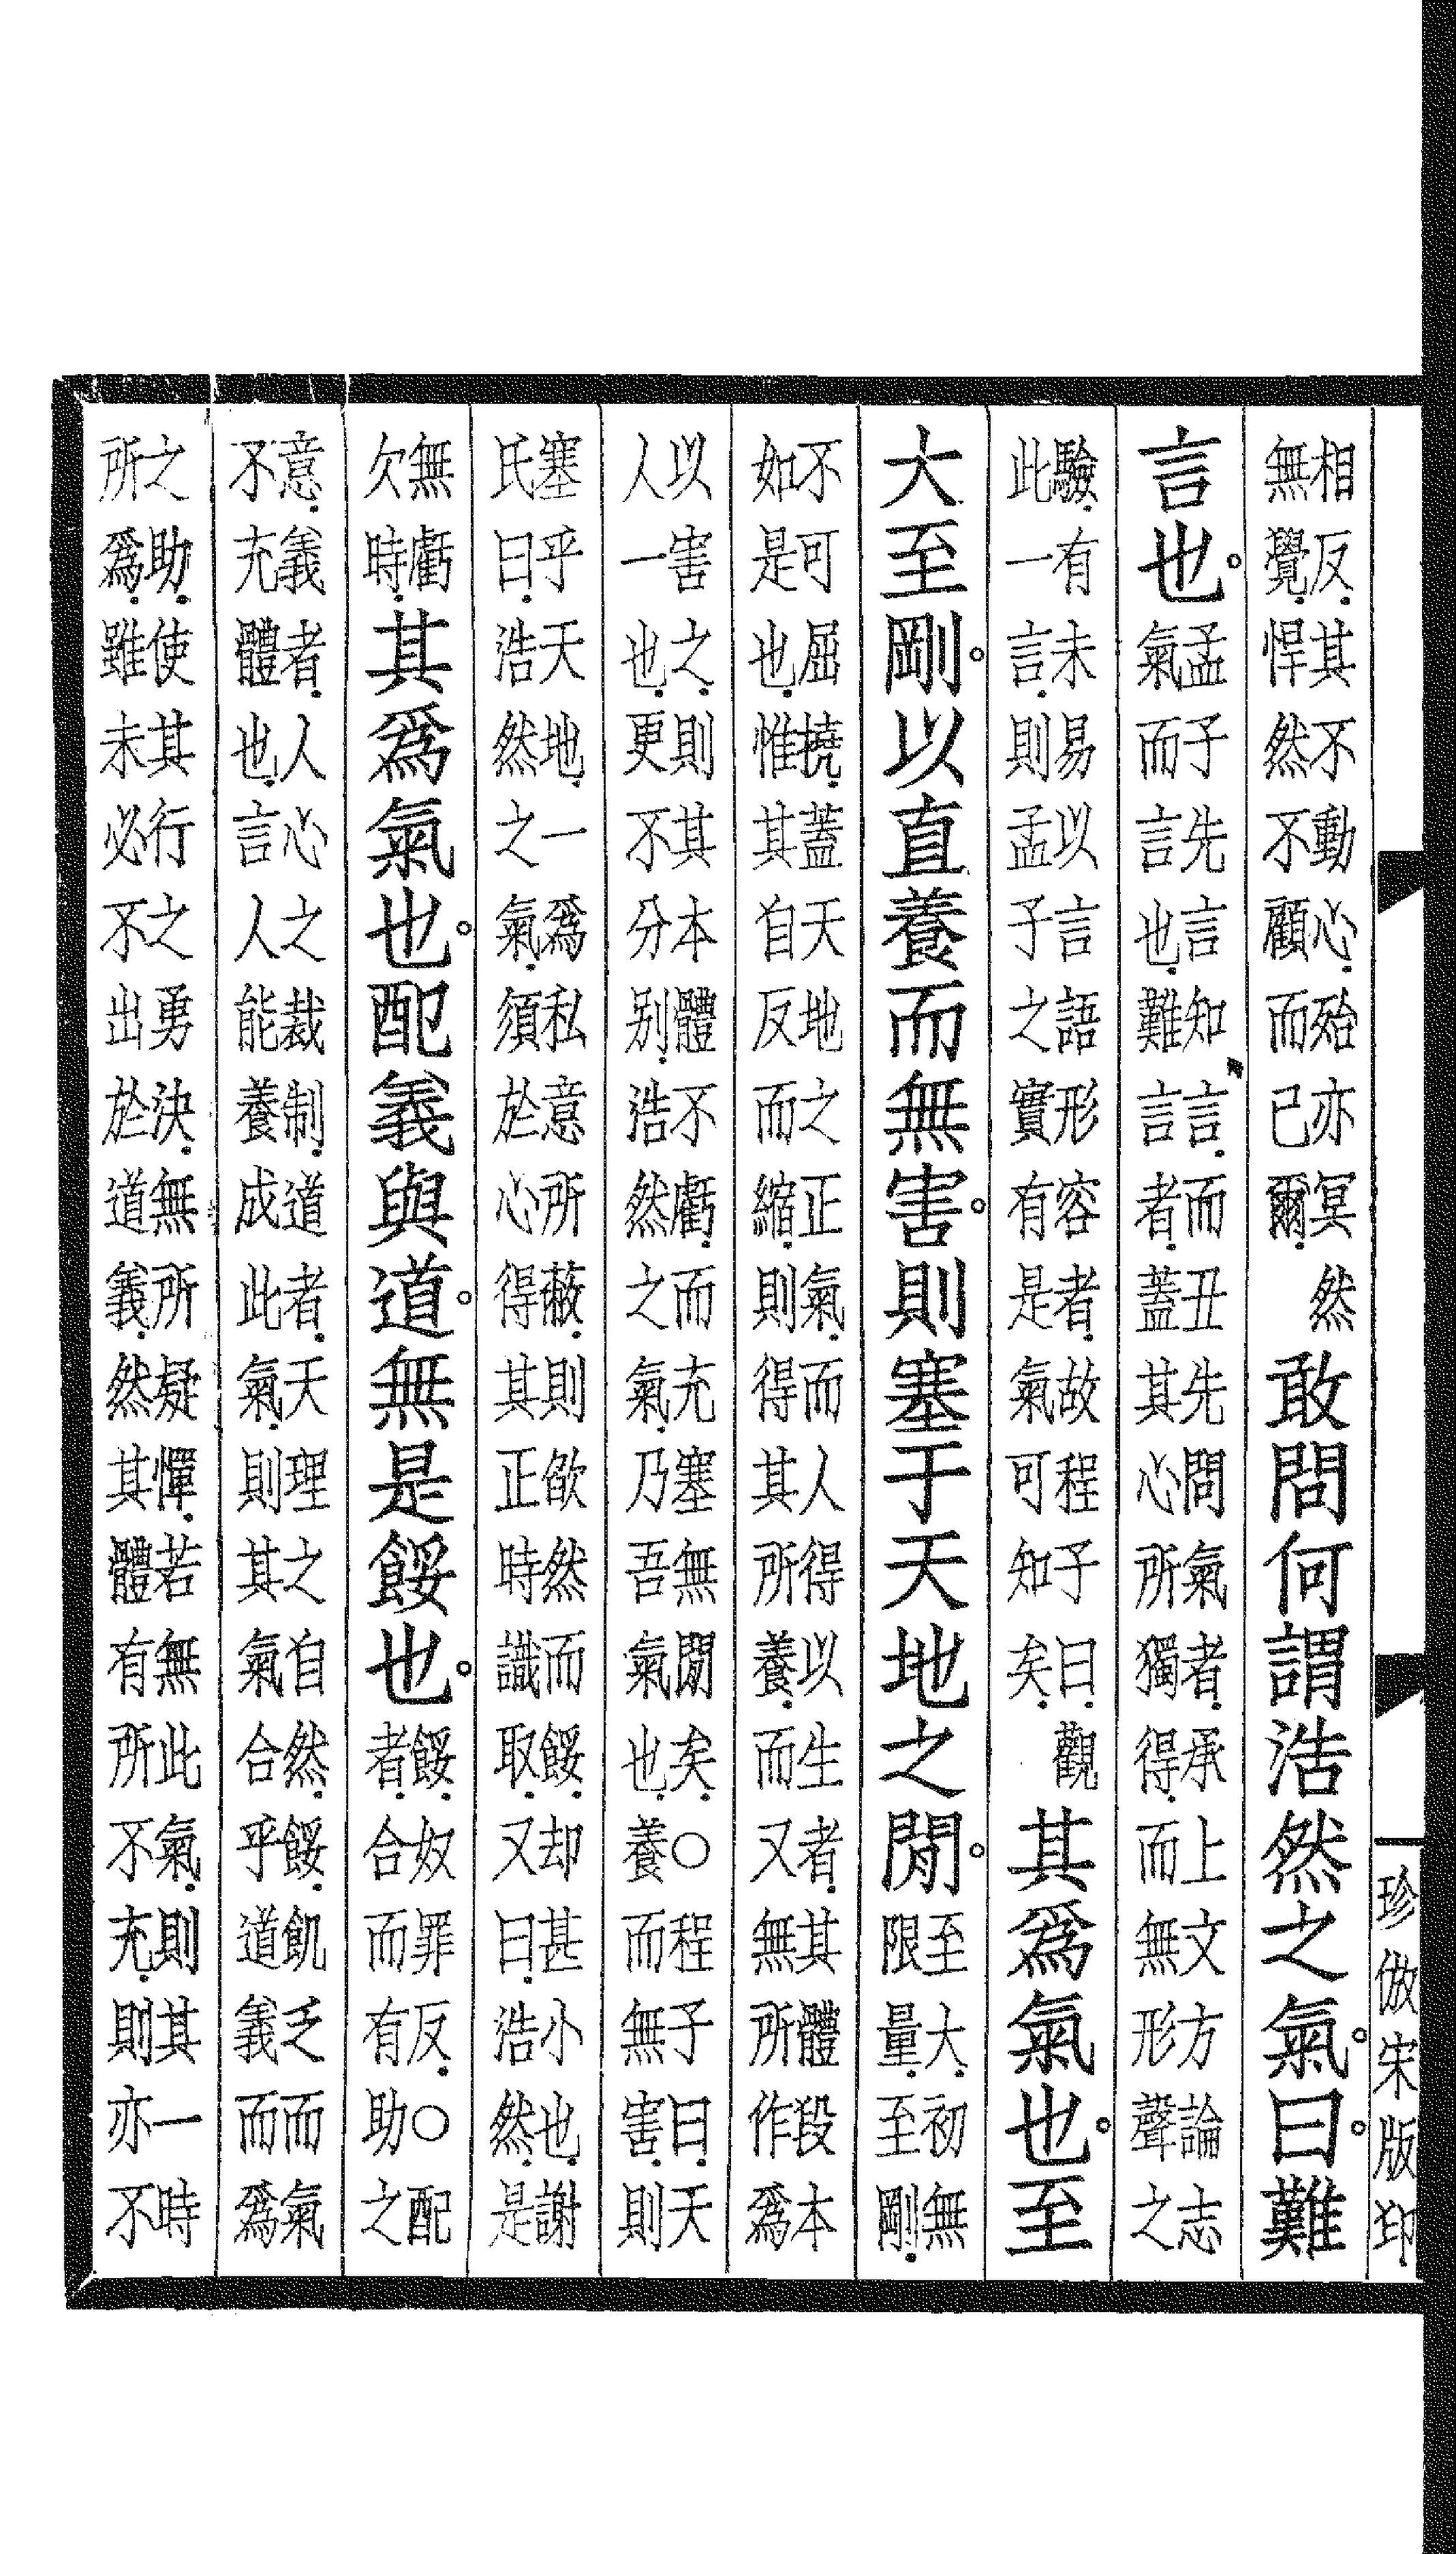 珍倣宋版印
相反。其不動心。殆亦冥然
無覺。悍然不顧而已爾。
敢問何謂浩然之氣。曰。難
言也。
孟子先言知言。而丑先問氣者。承上文方論志
氣而言也。難言者。蓋其心所獨得。而無形聲之
驗。有未易以言語形容者。故程子曰。觀
此一言。則孟子之實有是氣可知矣。
其爲氣也。至
大至剛。以直養而無害。則塞于天地之閒。
至大。初無
限量。至剛。
不可屈撓。蓋天地之正氣。而人得以生者。其體段本
如是也。惟其自反而縮。則得其所養。而又無所作爲
以害之。則其本體不虧。而充塞無閒矣。○程子曰。天
人一也。更不分别。浩然之氣。乃吾氣也。養而無害。則
塞乎天地。一爲私意所蔽。則欿然而餒。却甚小也。謝
氏曰。浩然之氣。須於心得其正時識取。又曰。浩然是
無虧
欠時。
其爲氣也。配義與道。無是餒也。
餒。奴罪反。○配
者。合而有助之
意。義者。人心之裁制。道者。天理之自然。餒。飢乏而氣
不充體也。言人能養成此氣。則其氣合乎道義而爲
之助。使其行之勇決。無所疑憚。若無此氣。則其一時
所爲。雖未必不出於道義。然其體有所不充。則亦不